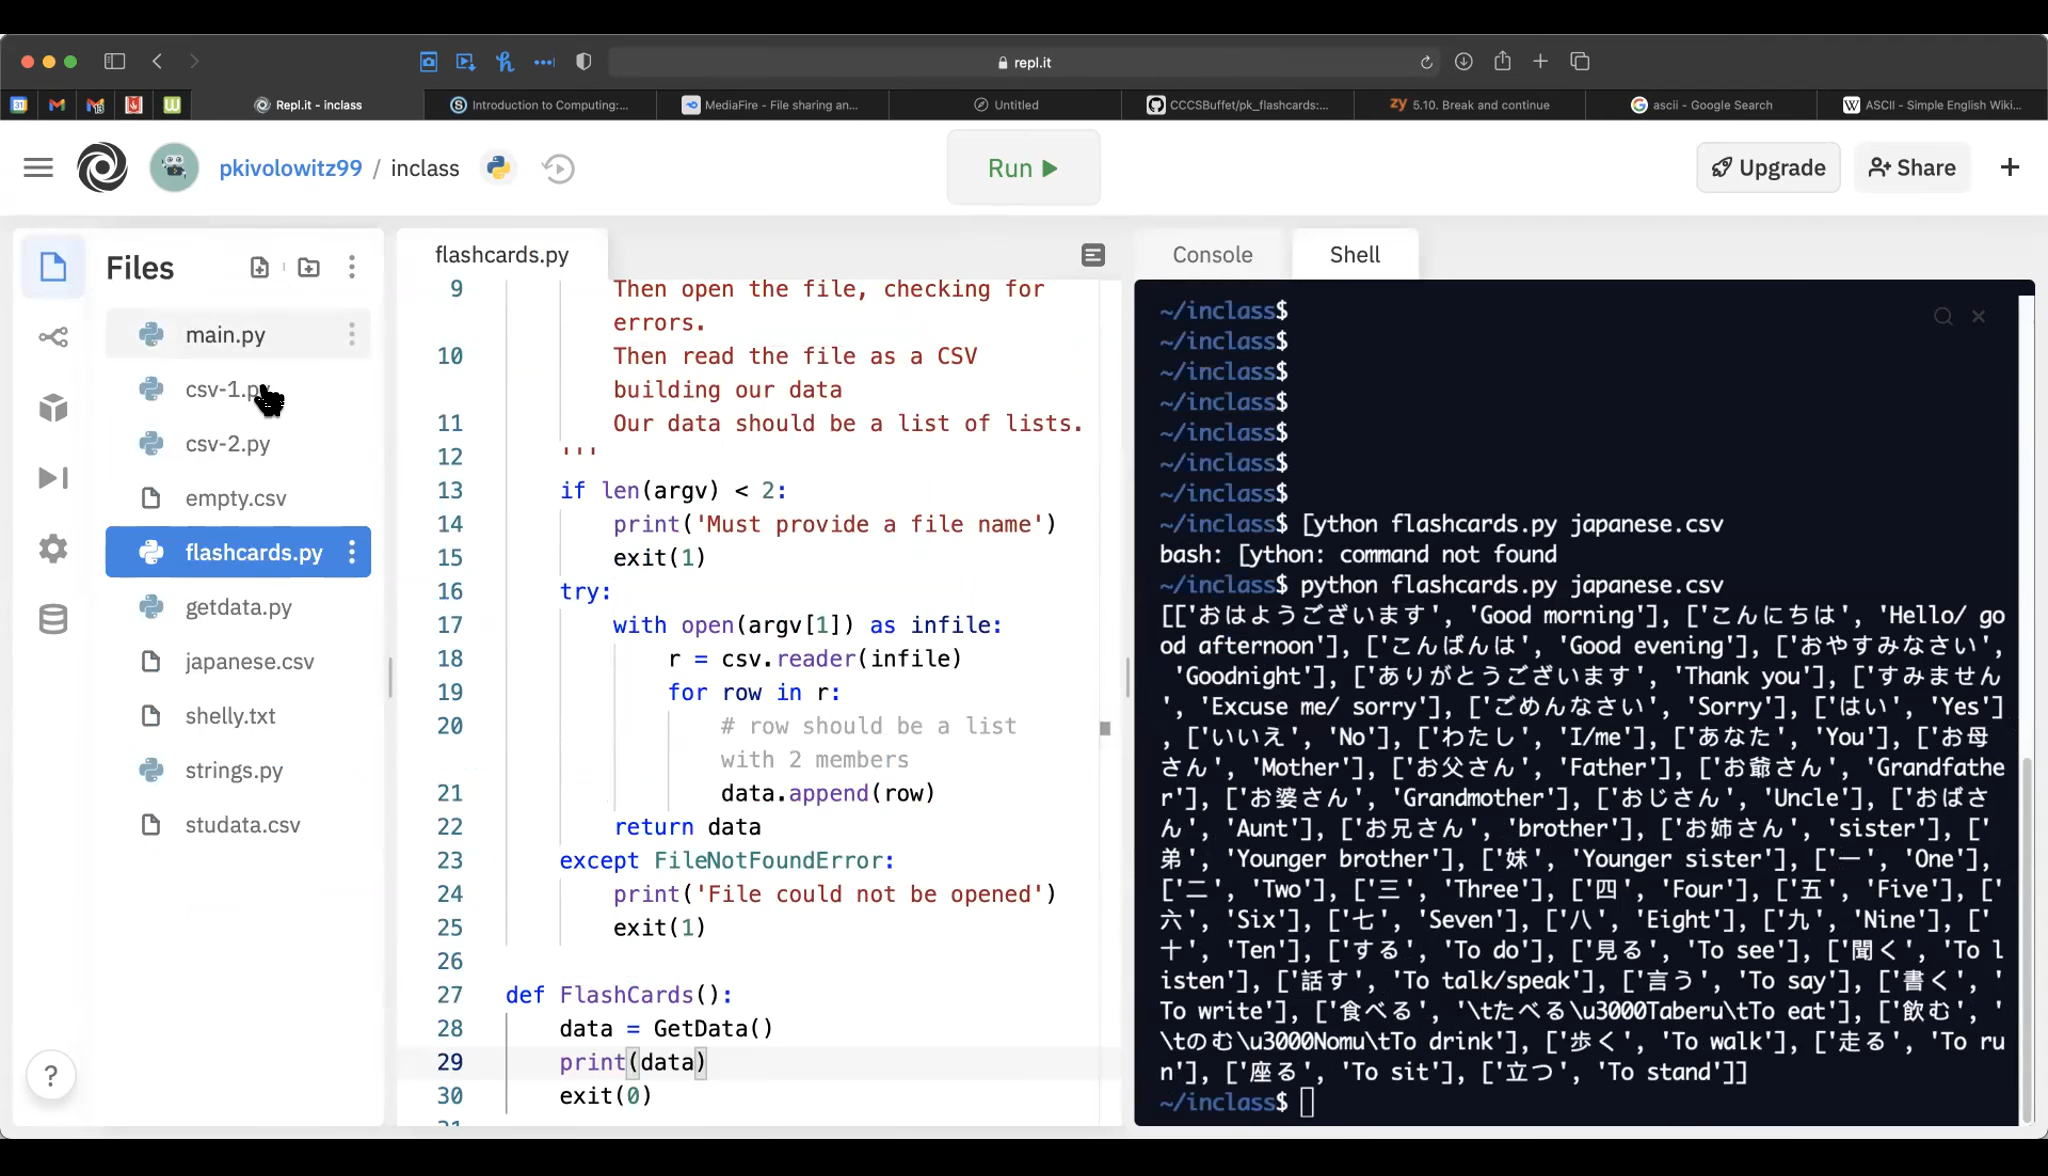 repl.it
Repl.it - inclass
Introduction to Computing:...
MediaFire - File sharing an...
Untitled
CCCSBuffet/pk_flashcards:...
zy 5.10. Break and continue
ascii - Google Search
W ASCII - Simple English Wiki...
pkivolowitz99 / inclass
Run
Upgrade
Share
Files
main.py
csv-1.py
csv-2.py
empty.csv
flashcards.py
getdata.py
japanese.csv
shelly.txt
strings.py
studata.csv
?
flashcards.py
9 Then open the file, checking for
errors.
10 Then read the file as a CSV
building our data
11 Our data should be a list of lists.
12 '''
13 if len(argv) < 2:
14 print('Must provide a file name')
15 exit(1)
16 try:
17 with open(argv[1]) as infile:
18 r = csv.reader(infile)
19 for row in r:
20 # row should be a list
with 2 members
21 data.append(row)
22 return data
23 except FileNotFoundError:
24 print('File could not be opened')
25 exit(1)
26
27 def FlashCards():
28 data = GetData()
29 print(data)
30 exit(0)
Console
Shell
~/inclass$
~/inclass$
~/inclass$
~/inclass$
~/inclass$
~/inclass$
~/inclass$
~/inclass$ [ython flashcards.py japanese.csv
bash: [ython: command not found
~/inclass$ python flashcards.py japanese.csv
[['おはようございます', 'Good morning'], ['こんにちは', 'Hello/ go
od afternoon'], ['こんばんは', 'Good evening'], ['おやすみなさい',
'Goodnight'], ['ありがとうございます', 'Thank you'], ['すみません
', 'Excuse me/ sorry'], ['ごめんなさい', 'Sorry'], ['はい', 'Yes']
, ['いいえ', 'No'], ['わたし', 'I/me'], ['あなた', 'You'], ['お母
さん', 'Mother'], ['お父さん', 'Father'], ['お爺さん', 'Grandfathe
r'], ['お婆さん', 'Grandmother'], ['おじさん', 'Uncle'], ['おばさ
ん', 'Aunt'], ['お兄さん', 'brother'], ['お姉さん', 'sister'], ['
弟', 'Younger brother'], ['妹', 'Younger sister'], ['一', 'One'],
['二', 'Two'], ['三', 'Three'], ['四', 'Four'], ['五', 'Five'], ['
六', 'Six'], ['七', 'Seven'], ['八', 'Eight'], ['九', 'Nine'], ['
十', 'Ten'], ['する', 'To do'], ['見る', 'To see'], ['聞く', 'To l
isten'], ['話す', 'To talk/speak'], ['言う', 'To say'], ['書く', '
To write'], ['食べる', '\tたべる\u3000Taberu\tTo eat'], ['飲む', '
\tのむ\u3000Nomu\tTo drink'], ['歩く', 'To walk'], ['走る', 'To ru
n'], ['座る', 'To sit'], ['立つ', 'To stand']]
~/inclass$